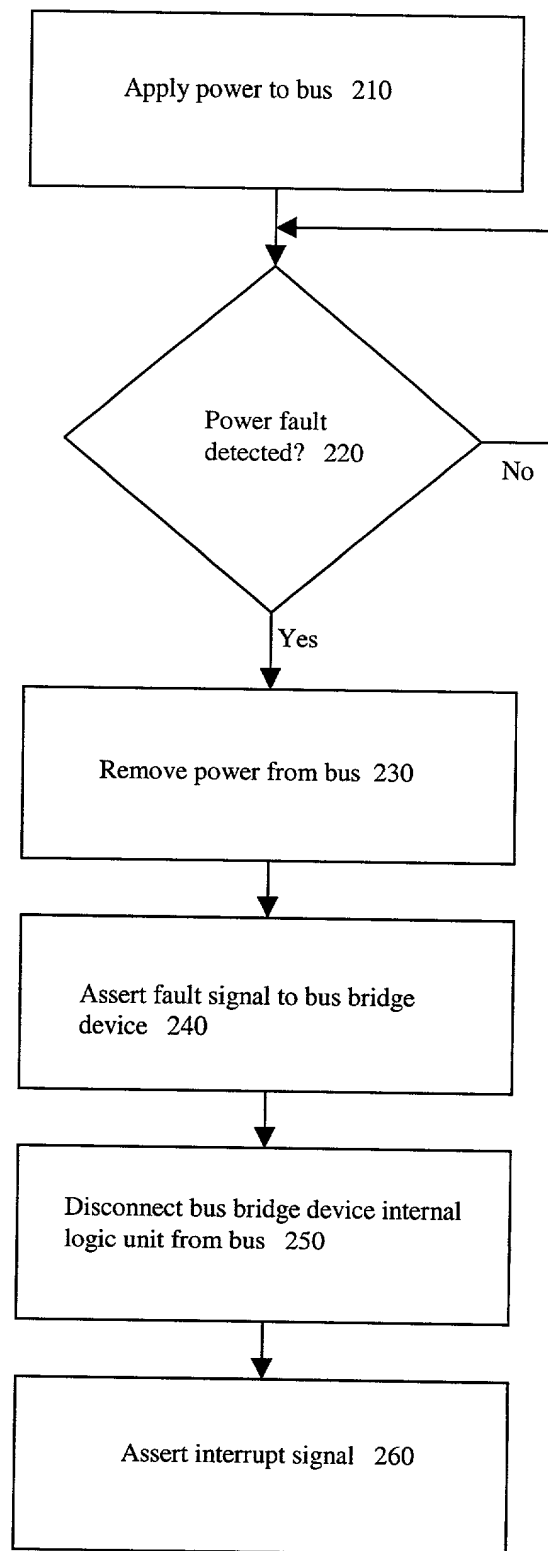 Apply power to bus 210
Power fault
detected? 220
No
Yes
Remove power from bus 230
Assert fault signal to bus bridge
device 240
Disconnect bus bridge device internal
logic unit from bus 250
Assert interrupt signal 260